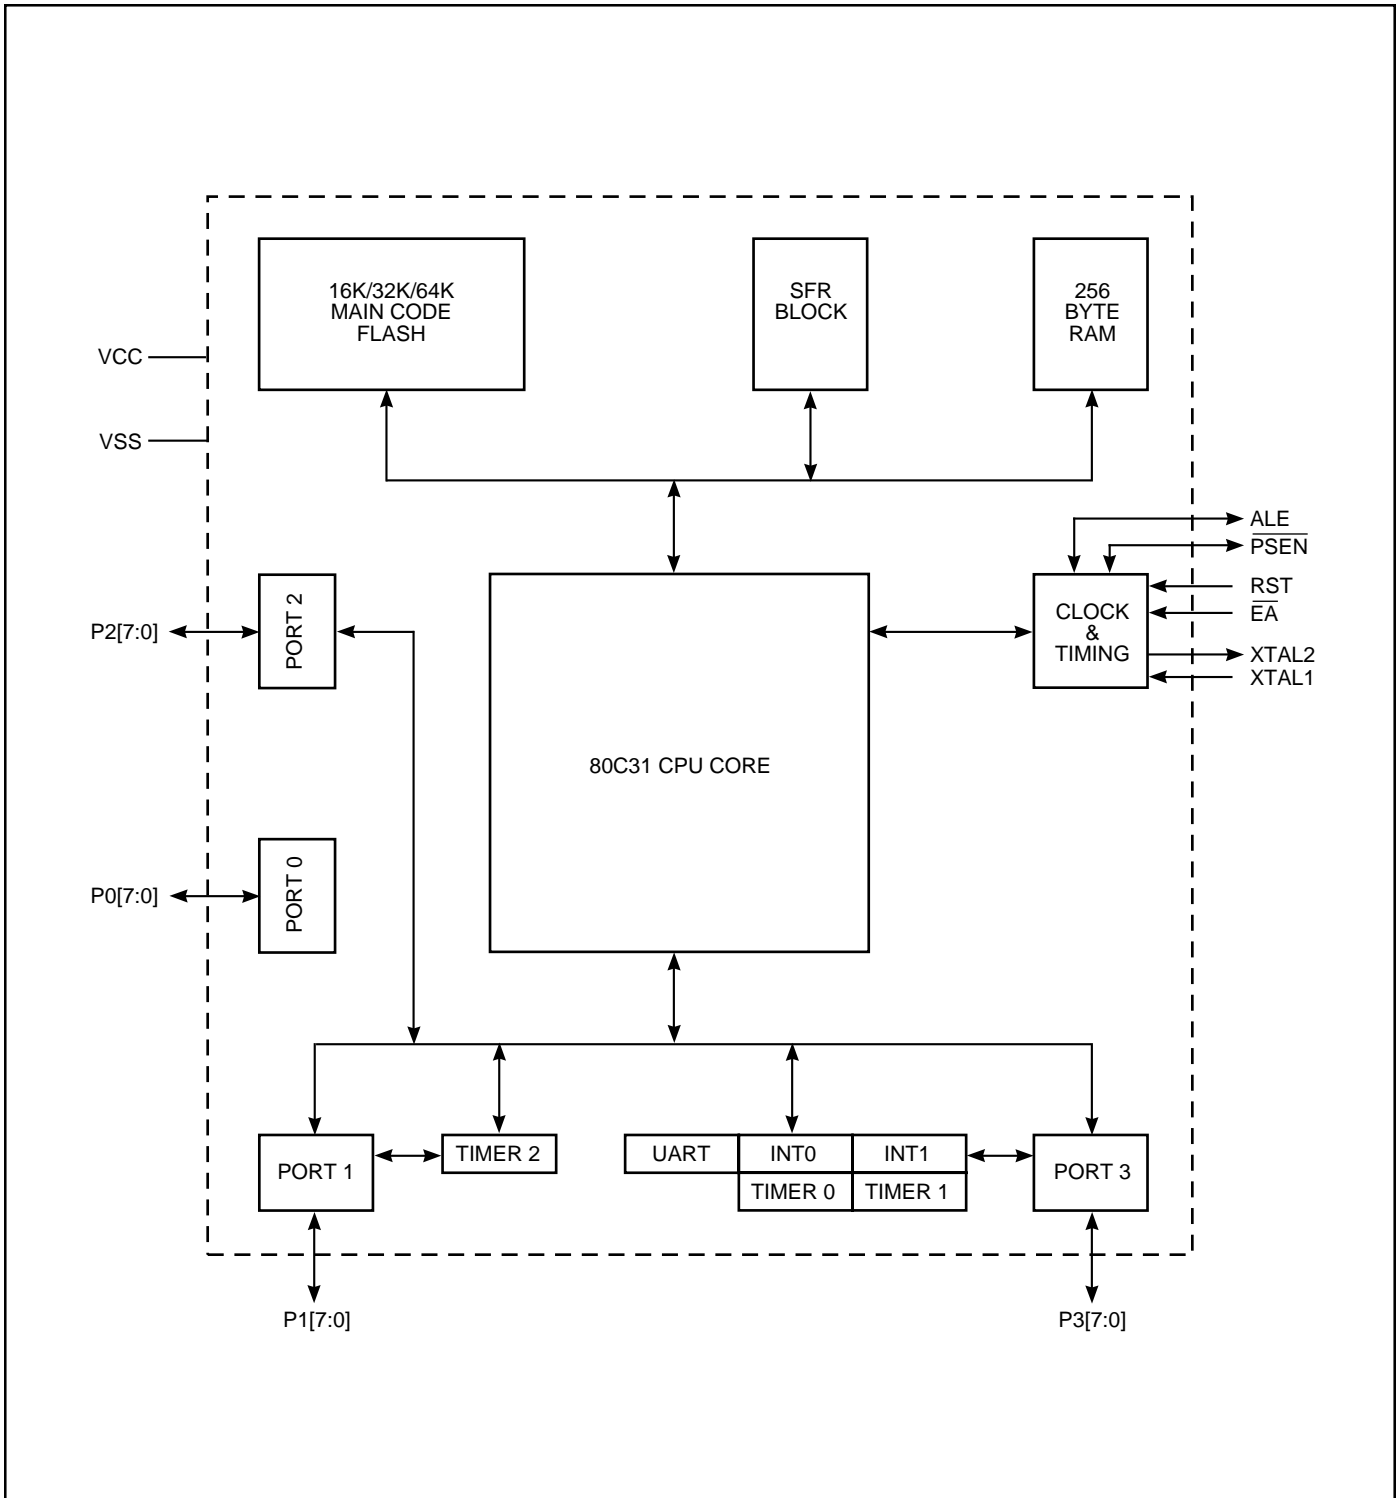 16K/32K/64K
MAIN CODE
FLASH
SFR
BLOCK
256
BYTE
RAM
VCC
VSS
ALE
PSEN
RST
EA
XTAL2
XTAL1
CLOCK
&
TIMING
P2[7:0]
PORT 2
80C31 CPU CORE
P0[7:0]
PORT 0
PORT 1
TIMER 2
UART
INT0
INT1
TIMER 0
TIMER 1
PORT 3
P1[7:0]
P3[7:0]